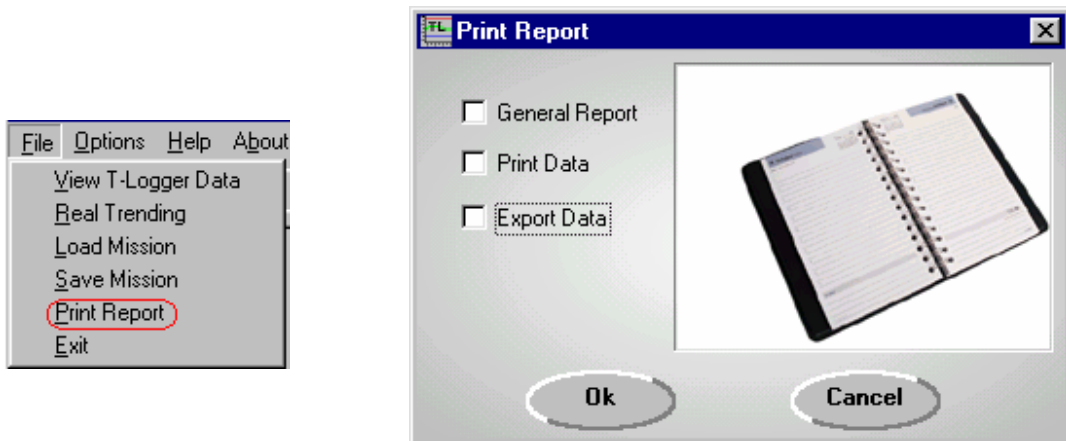 File Options Help About
View T-Logger Data
Real Trending
Load Mission
Save Mission
Print Report
Exit
TL Print Report
General Report
Print Data
Export Data
Ok Cancel